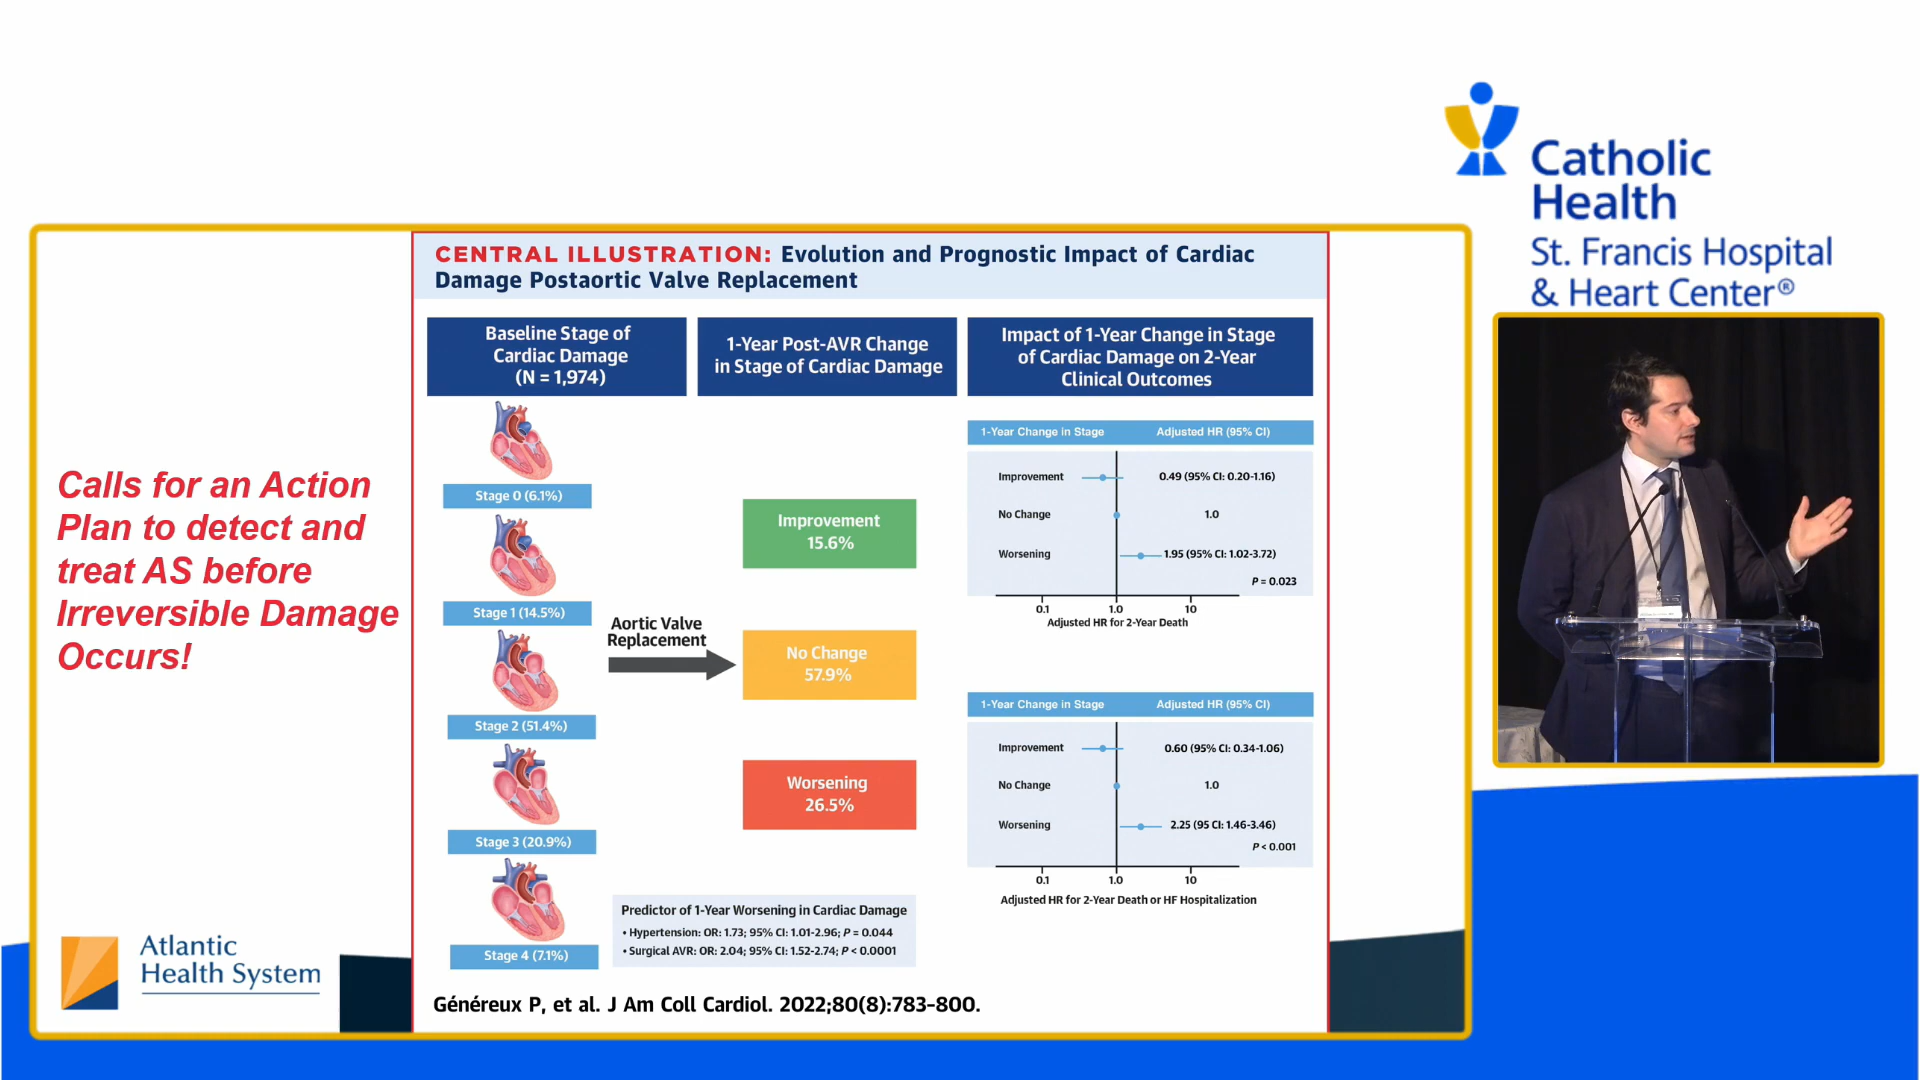 Catholic
Health
St. Francis Hospital
& Heart Center®
CENTRAL ILLUSTRATION: Evolution and Prognostic Impact of Cardiac
Damage Postaortic Valve Replacement
Calls for an Action
Plan to detect and
treat AS before
Irreversible Damage
Occurs!
Baseline Stage of
Cardiac Damage
(N = 1,974)
Stage 0 (6.1%)
Stage 1 (14.5%)
Stage 2 (51.4%)
Stage 3 (20.9%)
Stage 4 (7.1%)
Aortic Valve
Replacement
1-Year Post-AVR Change
in Stage of Cardiac Damage
Improvement
15.6%
No Change
57.9%
Worsening
26.5%
Predictor of 1-Year Worsening in Cardiac Damage
• Hypertension: OR: 1.73; 95% CI: 1.01-2.96; P = 0.044
• Surgical AVR: OR: 2.04; 95% CI: 1.52-2.74; P < 0.0001
Impact of 1-Year Change in Stage
of Cardiac Damage on 2-Year
Clinical Outcomes
1-Year Change in Stage Adjusted HR (95% CI)
Improvement 0.49 (95% CI: 0.20-1.16)
No Change 1.0
Worsening 1.95 (95% CI: 1.02-3.72)
P = 0.023
0.1 1.0 10
Adjusted HR for 2-Year Death
1-Year Change in Stage Adjusted HR (95% CI)
Improvement 0.60 (95% CI: 0.34-1.06)
No Change 1.0
Worsening 2.25 (95 CI: 1.46-3.46)
P < 0.001
0.1 1.0 10
Adjusted HR for 2-Year Death or HF Hospitalization
Atlantic
Health System
Généreux P, et al. J Am Coll Cardiol. 2022;80(8):783-800.